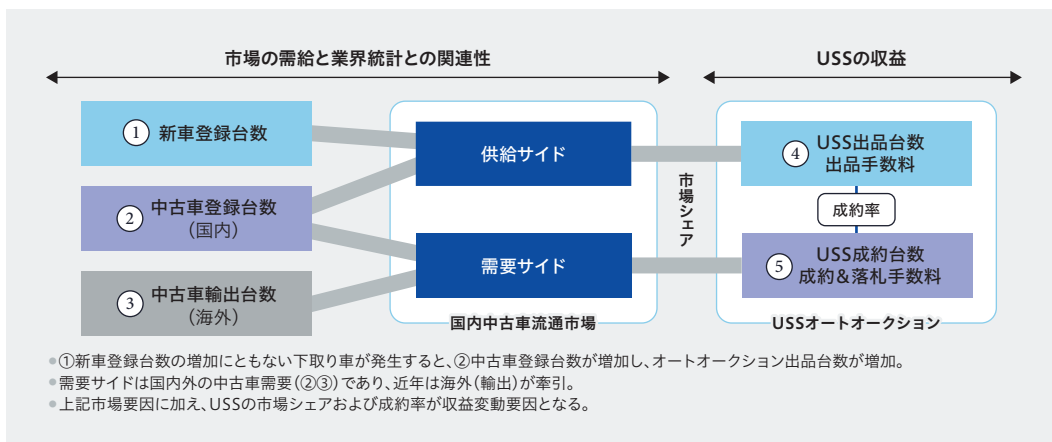 市場の需給と業界統計との関連性
USSの収益
① 新車登録台数
② 中古車登録台数
(国内)
③ 中古車輸出台数
(海外)
供給サイド
需要サイド
国内中古車流通市場
市場シェア
④ USS出品台数
出品手数料
成約率
⑤ USS成約台数
成約&落札手数料
USSオートオークション
●①新車登録台数の増加にともない下取り車が発生すると、②中古車登録台数が増加し、オートオークション出品台数が増加。
●需要サイドは国内外の中古車需要(②③)であり、近年は海外(輸出)が牽引。
●上記市場要因に加え、USSの市場シェアおよび成約率が収益変動要因となる。